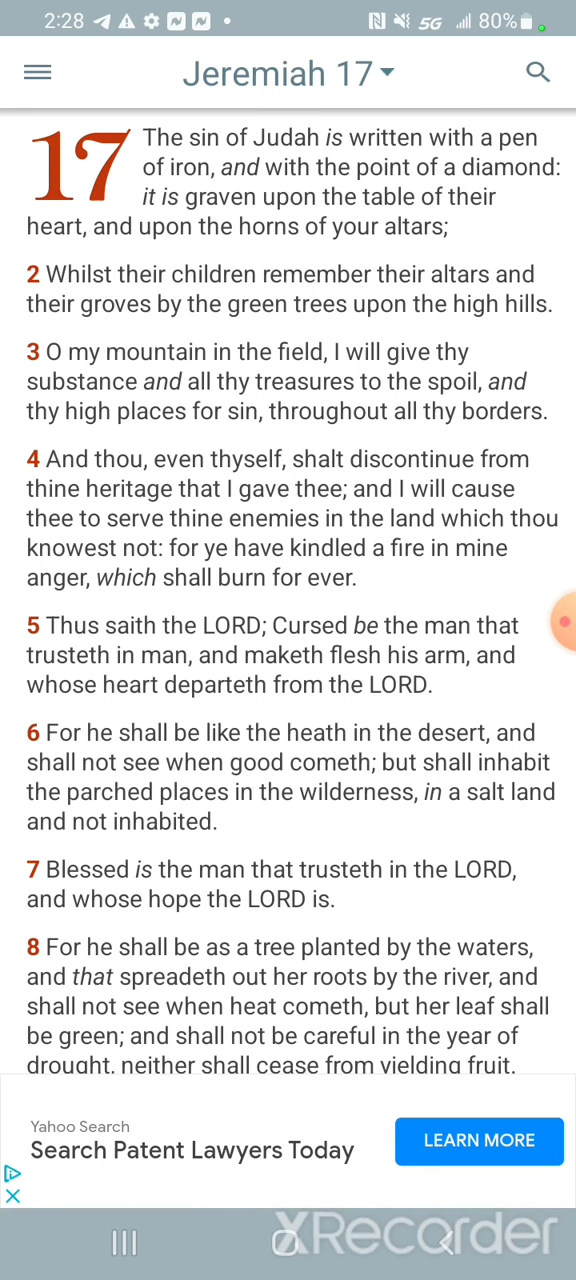 2:28 5G 80%
Jeremiah 17
17 The sin of Judah is written with a pen
of iron, and with the point of a diamond:
it is graven upon the table of their
heart, and upon the horns of your altars;
2 Whilst their children remember their altars and
their groves by the green trees upon the high hills.
3 O my mountain in the field, I will give thy
substance and all thy treasures to the spoil, and
thy high places for sin, throughout all thy borders.
4 And thou, even thyself, shalt discontinue from
thine heritage that I gave thee; and I will cause
thee to serve thine enemies in the land which thou
knowest not: for ye have kindled a fire in mine
anger, which shall burn for ever.
5 Thus saith the LORD; Cursed be the man that
trusteth in man, and maketh flesh his arm, and
whose heart departeth from the LORD.
6 For he shall be like the heath in the desert, and
shall not see when good cometh; but shall inhabit
the parched places in the wilderness, in a salt land
and not inhabited.
7 Blessed is the man that trusteth in the LORD,
and whose hope the LORD is.
8 For he shall be as a tree planted by the waters,
and that spreadeth out her roots by the river, and
shall not see when heat cometh, but her leaf shall
be green; and shall not be careful in the year of
drought, neither shall cease from yielding fruit.
Yahoo Search
Search Patent Lawyers Today
LEARN MORE
XRecorder